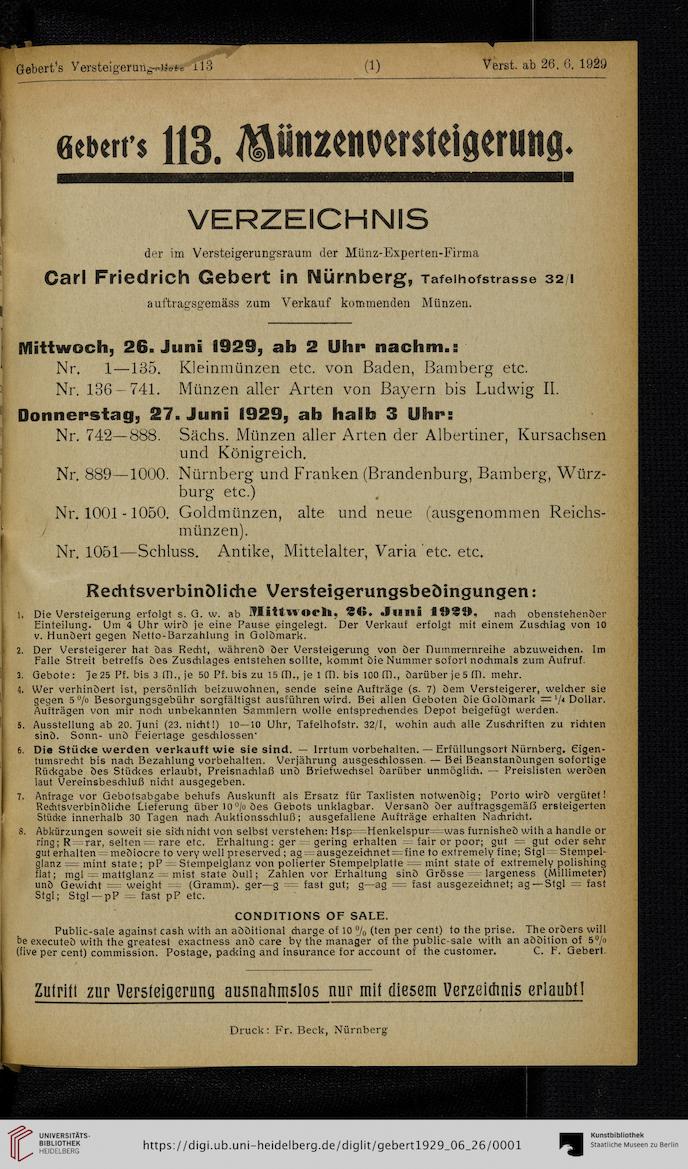 Gebert's Versteigerungs-Liste 113 (1) Verst. ab 26. 6. 1929
Gebert's 113. Münzenversteigerung.
VERZEICHNIS
der im Versteigerungsraum der Münz-Experten-Firma
Carl Friedrich Gebert in Nürnberg, Tafelhofstrasse 32/I
auftragsgemäss zum Verkauf kommenden Münzen.
Mittwoch, 26. Juni 1929, ab 2 Uhr nachm.:
Nr. 1—135. Kleinmünzen etc. von Baden, Bamberg etc.
Nr. 136-741. Münzen aller Arten von Bayern bis Ludwig II.
Donnerstag, 27. Juni 1929, ab halb 3 Uhr:
Nr. 742—888. Sächs. Münzen aller Arten der Albertiner, Kursachsen
und Königreich.
Nr. 889—1000. Nürnberg und Franken (Brandenburg, Bamberg, Würz-
burg etc.)
Nr. 1001-1050. Goldmünzen, alte und neue (ausgenommen Reichs-
münzen).
Nr. 1051—Schluss. Antike, Mittelalter, Varia etc. etc.
Rechtsverbindliche Versteigerungsbedingungen:
1. Die Versteigerung erfolgt s. G. w. ab Mittwoch, 26. Juni 1929, nach obenstehender
Einteilung. Um 4 Uhr wird je eine Pause eingelegt. Der Verkauf erfolgt mit einem Zuschlag von 10
v. Hundert gegen Netto-Barzahlung in Goldmark.
2. Der Versteigerer hat das Recht, während der Versteigerung von der Nummernreihe abzuweichen. Im
Falle Streit betreffs des Zuschlages entstehen sollte, kommt die Nummer sofort nochmals zum Aufruf.
3. Gebote: Je 25 Pf. bis 3 M., je 50 Pf. bis zu 15 M., je 1 M. bis 100 M., darüber je 5 M. mehr.
4. Wer verhindert ist, persönlich beizuwohnen, sende seine Aufträge (s. 7) dem Versteigerer, welcher sie
gegen 5% Besorgungsgebühr sorgfältigst ausführen wird. Bei allen Geboten die Goldmark = 1/4 Dollar.
Aufträgen von mir noch unbekannten Sammlern wolle entsprechendes Depot beigefügt werden.
5. Ausstellung ab 20. Juni (23. nicht!) 10—10 Uhr, Tafelhofstr. 32/I, wohin auch alle Zuschriften zu richten
sind. Sonn- und Feiertage geschlossen·
6. Die Stücke werden verkauft wie sie sind. — Irrtum vorbehalten. — Erfüllungsort Nürnberg. Eigen-
tumsrecht bis nach Bezahlung vorbehalten. Verjährung ausgeschlossen. — Bei Beanstandungen sofortige
Rückgabe des Stückes erlaubt, Preisnachlaß und Briefwechsel darüber unmöglich. — Preislisten werden
laut Vereinsbeschluß nicht ausgegeben.
7. Anfrage vor Gebotsabgabe behufs Auskunft als Ersatz für Taxlisten notwendig; Porto wird vergütet!
Rechtsverbindliche Lieferung über 10% des Gebots unklagbar. Versand der auftragsgemäß ersteigerten
Stücke innerhalb 30 Tagen nach Auktionsschluß; ausgefallene Aufträge erhalten Nachricht.
8. Abkürzungen soweit sie sich nicht von selbst verstehen: Hsp=Henkelspur=was furnished with a handle or
ring; R=rar, selten = rare etc. Erhaltung: ger = gering erhalten = fair or poor; gut = gut oder sehr
gut erhalten = mediocre to very well preserved; ag = ausgezeichnet = fine to extremely fine; Stgl = Stempel-
glanz = mint state; pP = Stempelglanz von polierter Stempelplatte = mint state of extremely polishing
flat; mgl = mattglanz = mist state dull; Zahlen vor Erhaltung sind Grösse = largeness (Millimeter)
und Gewicht = weight = (Gramm). ger—g = fast gut; g—ag = fast ausgezeichnet; ag—Stgl = fast
Stgl; Stgl—pP = fast pP etc.
CONDITIONS OF SALE.
Public-sale against cash with an additional charge of 10 % (ten per cent) to the prise. The orders will
be executed with the greatest exactness and care by the manager of the public-sale with an addition of 5%
(five per cent) commission. Postage, packing and insurance for account of the customer. C. F. Gebert.
Zutritt zur Versteigerung ausnahmslos nur mit diesem Verzeichnis erlaubt!
Druck: Fr. Beck, Nürnberg
UNIVERSITÄTS-
BIBLIOTHEK
HEIDELBERG
https://digi.ub.uni-heidelberg.de/diglit/gebert1929_06_26/0001
Kunstbibliothek
Staatliche Museen zu Berlin